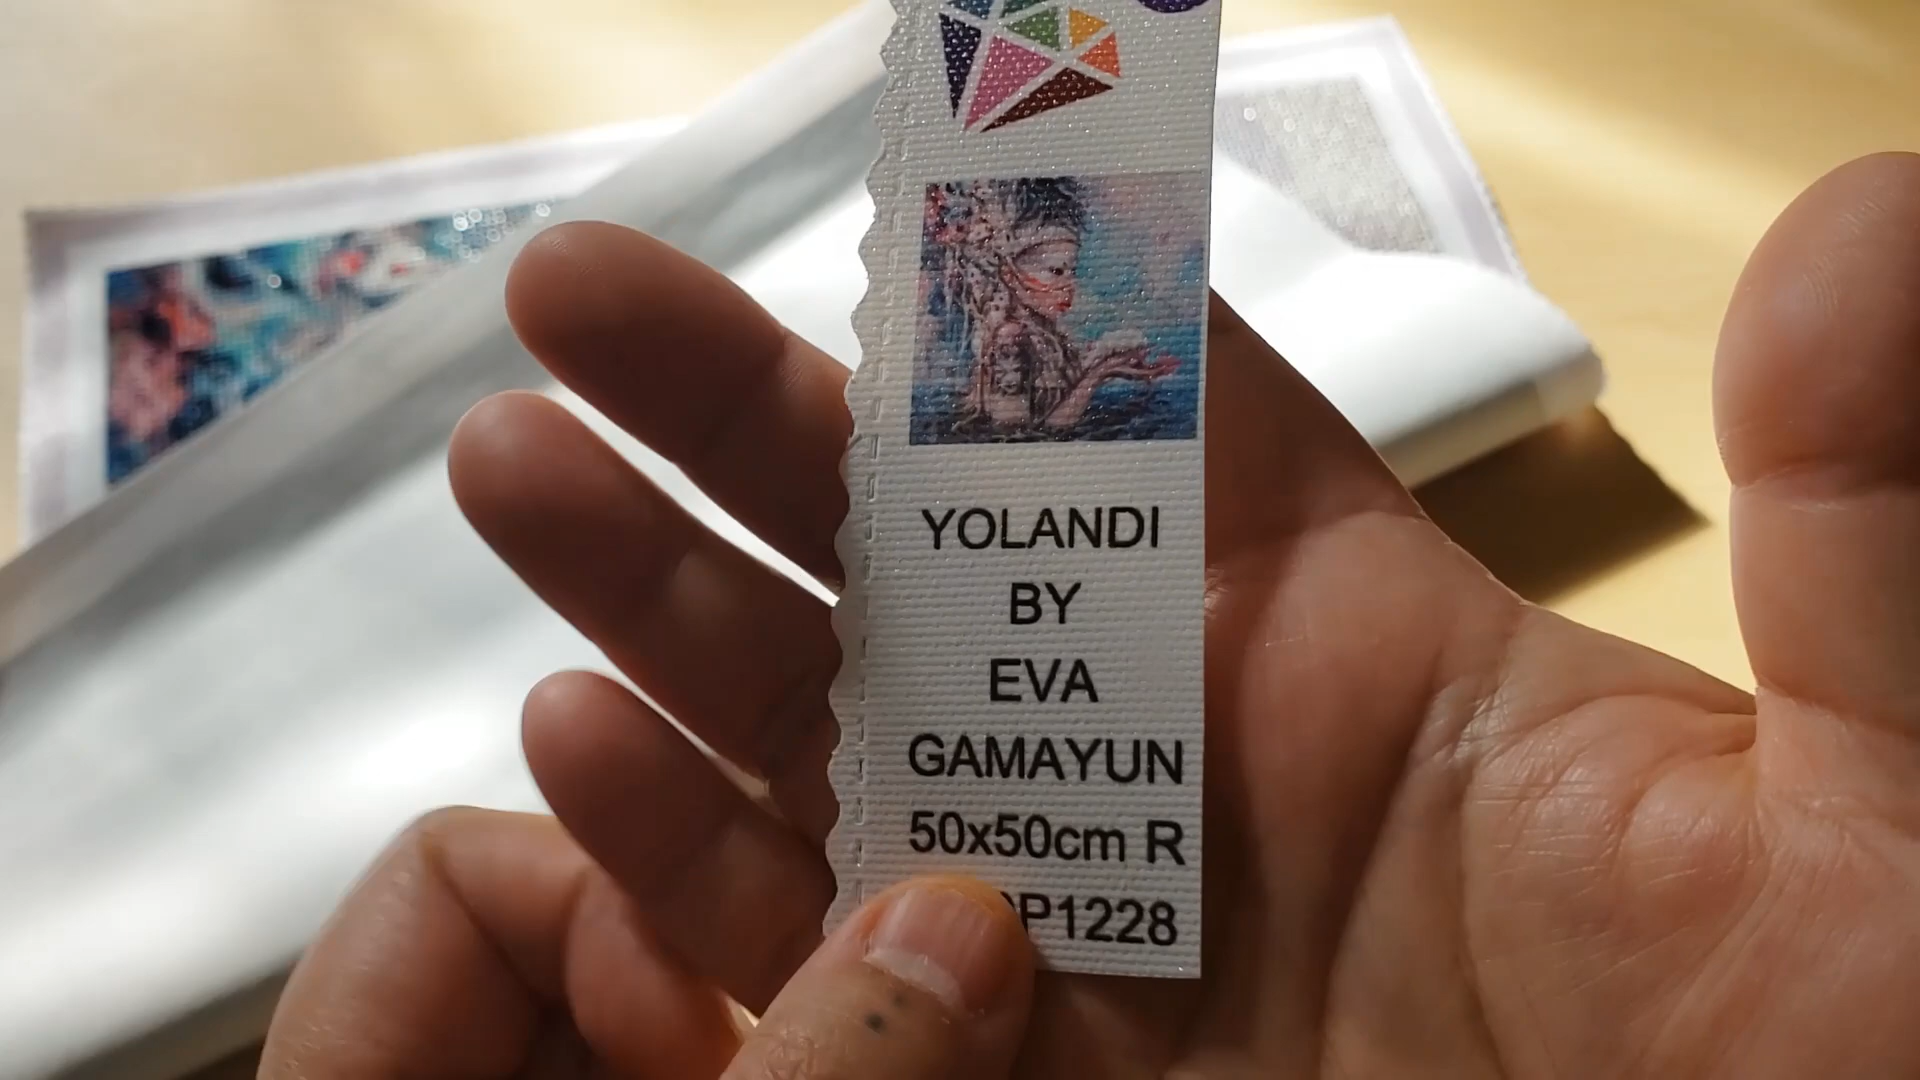 YOLANDI
BY
EVA
GAMAYUN
50x50cm R
P1228